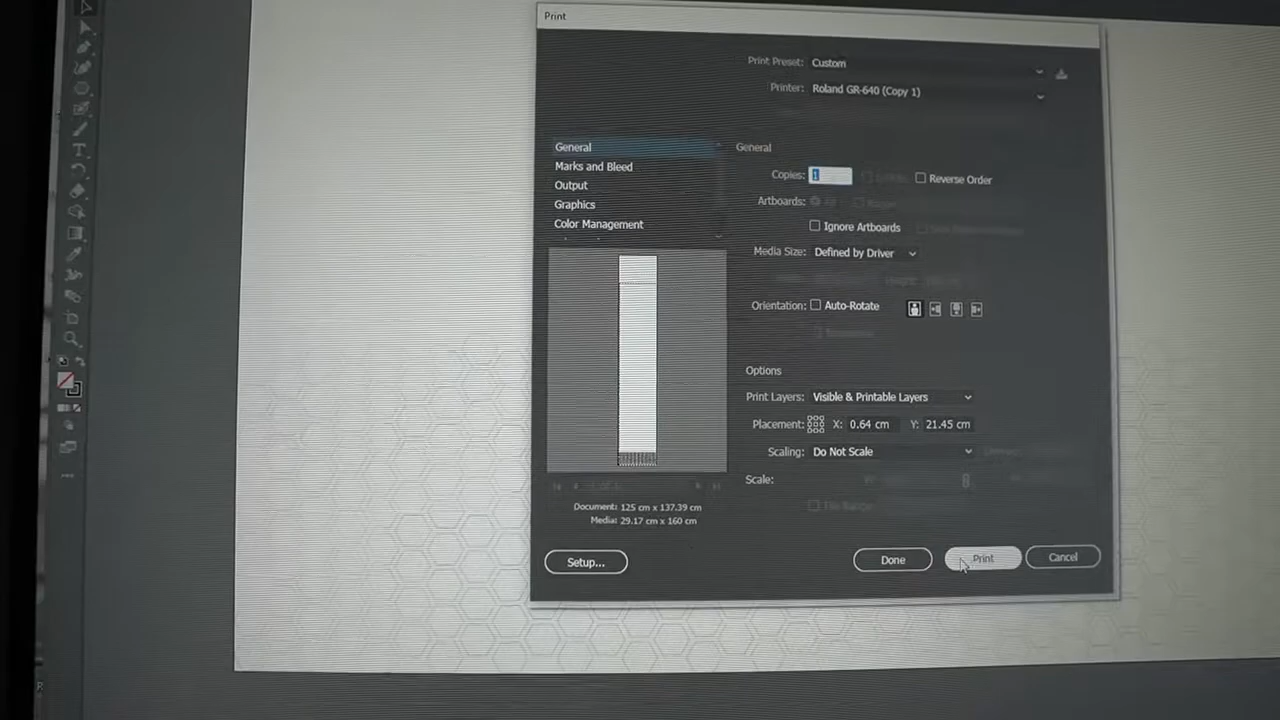 Print
Print Preset: Custom
Printer: Roland GR-640 (Copy 1)
General
Marks and Bleed
Output
Graphics
Color Management
General
Copies: 1 Reverse Order
Artboards:
Ignore Artboards
Media Size: Defined by Driver
Orientation: Auto-Rotate
Options
Print Layers: Visible & Printable Layers
Placement: X: 0.64 cm Y: 21.45 cm
Scaling: Do Not Scale
Scale:
Document: 125 cm x 137.39 cm
Media: 29.17 cm x 160 cm
Setup... Done Print Cancel